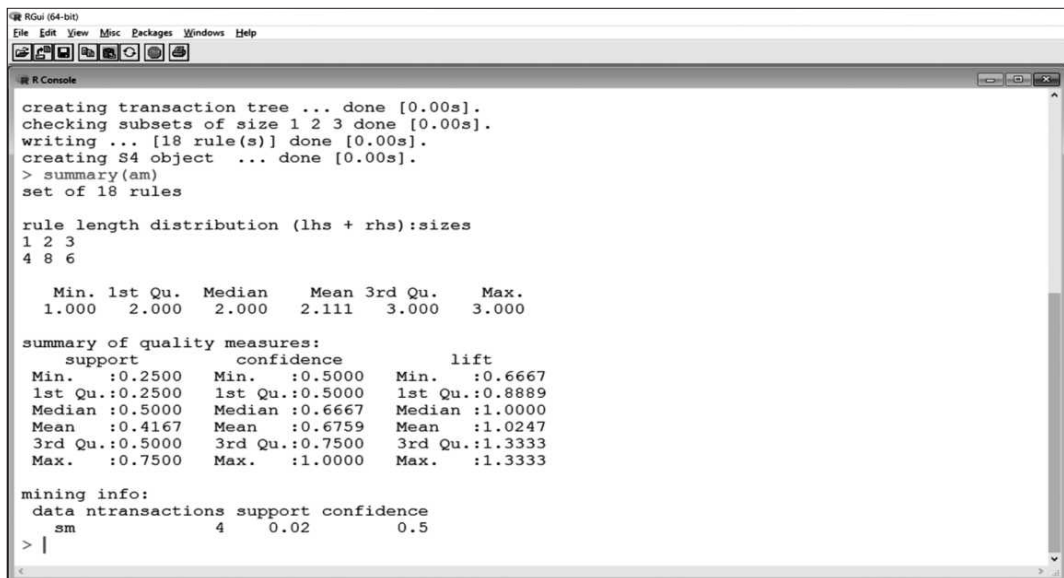 RGui (64-bit)
File Edit View Misc Packages Windows Help
R Console
creating transaction tree ... done [0.00s].
checking subsets of size 1 2 3 done [0.00s].
writing ... [18 rule(s)] done [0.00s].
creating S4 object  ... done [0.00s].
> summary(am)
set of 18 rules
rule length distribution (lhs + rhs):sizes
1 2 3
4 8 6
Min. 1st Qu.  Median    Mean 3rd Qu.    Max.
1.000   2.000   2.000   2.111   3.000   3.000
summary of quality measures:
support          confidence          lift
Min.   :0.2500   Min.   :0.5000   Min.   :0.6667
1st Qu.:0.2500   1st Qu.:0.5000   1st Qu.:0.8889
Median :0.5000   Median :0.6667   Median :1.0000
Mean   :0.4167   Mean   :0.6759   Mean   :1.0247
3rd Qu.:0.5000   3rd Qu.:0.7500   3rd Qu.:1.3333
Max.   :0.7500   Max.   :1.0000   Max.   :1.3333
mining info:
data ntransactions support confidence
sm             4    0.02        0.5
>